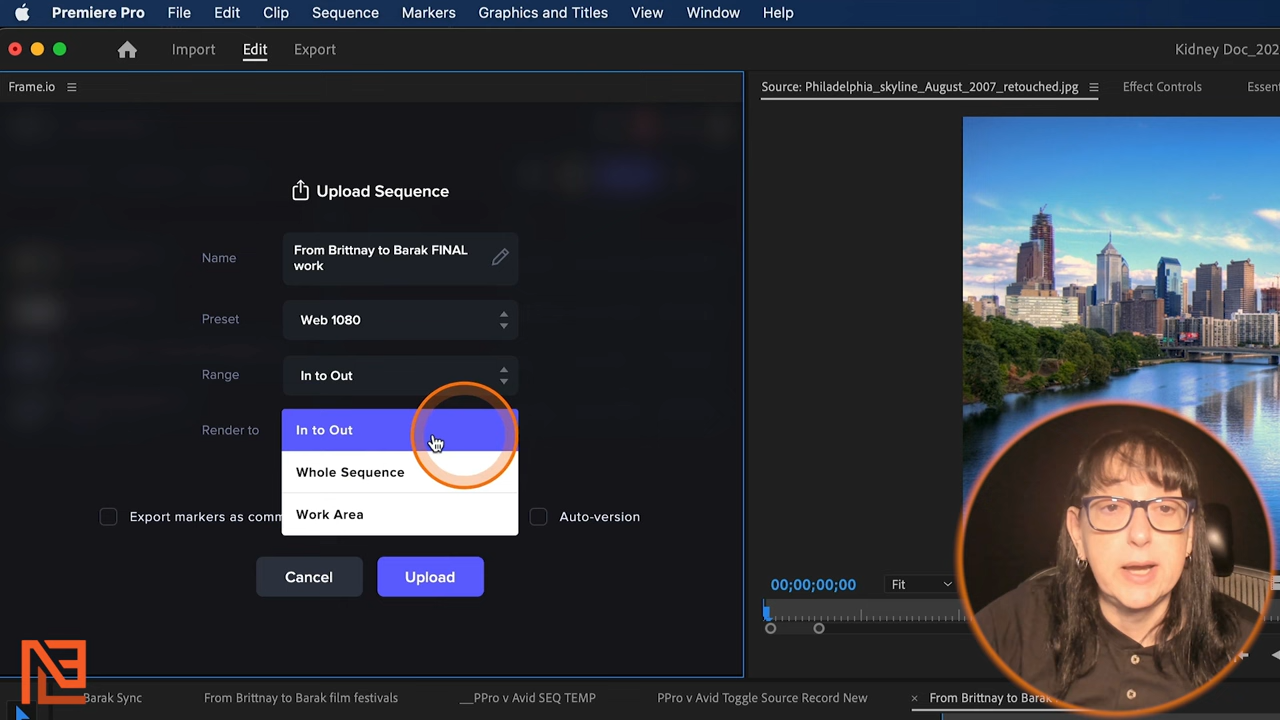 Premiere Pro File Edit Clip Sequence Markers Graphics and Titles View Window Help
Import Edit Export Kidney Doc_202
Frame.io Source: Philadelphia_skyline_August_2007_retouched.jpg Effect Controls Essen
Upload Sequence
Name From Brittnay to Barak FINAL
work
Preset Web 1080
Range In to Out
Render to In to Out
Whole Sequence
Work Area
Export markers as comm Auto-version
Cancel Upload
00;00;00;00 Fit
Barak Sync From Brittnay to Barak film festivals __PPro v Avid SEQ TEMP PPro v Avid Toggle Source Record New × From Brittnay to Barak